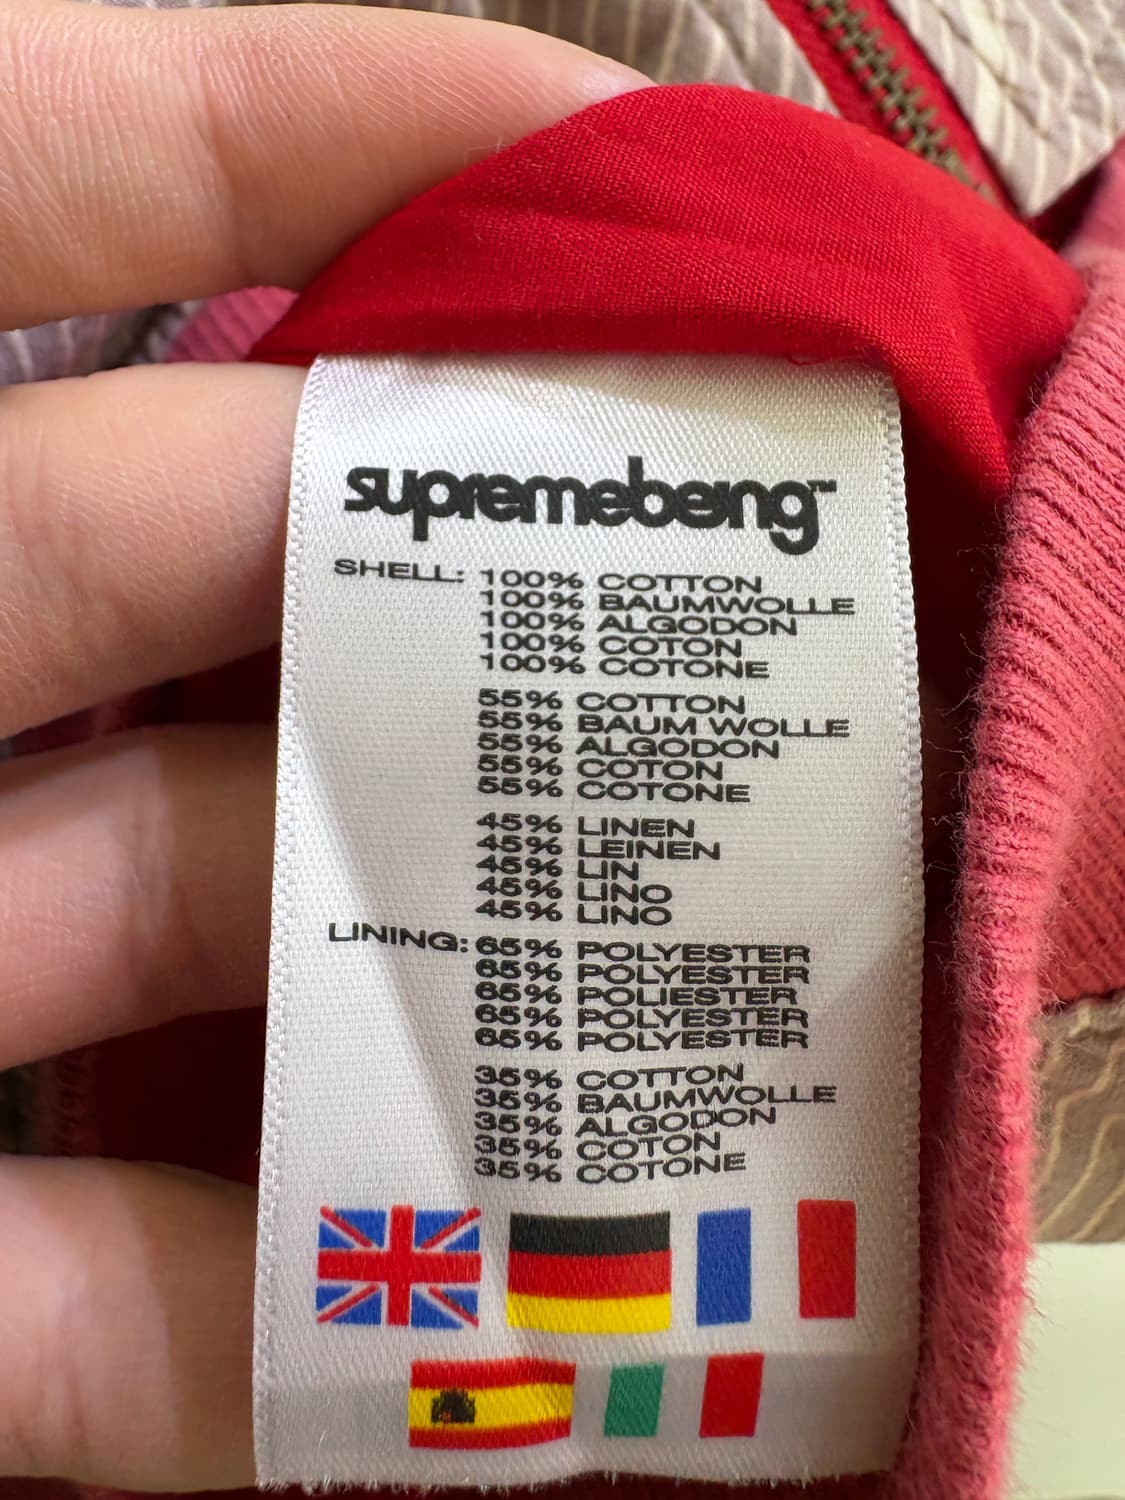 supremebeing™
SHELL: 100% COTTON
100% BAUMWOLLE
100% ALGODON
100% COTON
100% COTONE
55% COTTON
55% BAUM WOLLE
55% ALGODON
55% COTON
55% COTONE
45% LINEN
45% LEINEN
45% LIN
45% LINO
45% LINO
LINING: 65% POLYESTER
65% POLYESTER
65% POLIESTER
65% POLYESTER
65% POLYESTER
35% COTTON
35% BAUMWOLLE
35% ALGODON
35% COTON
35% COTONE